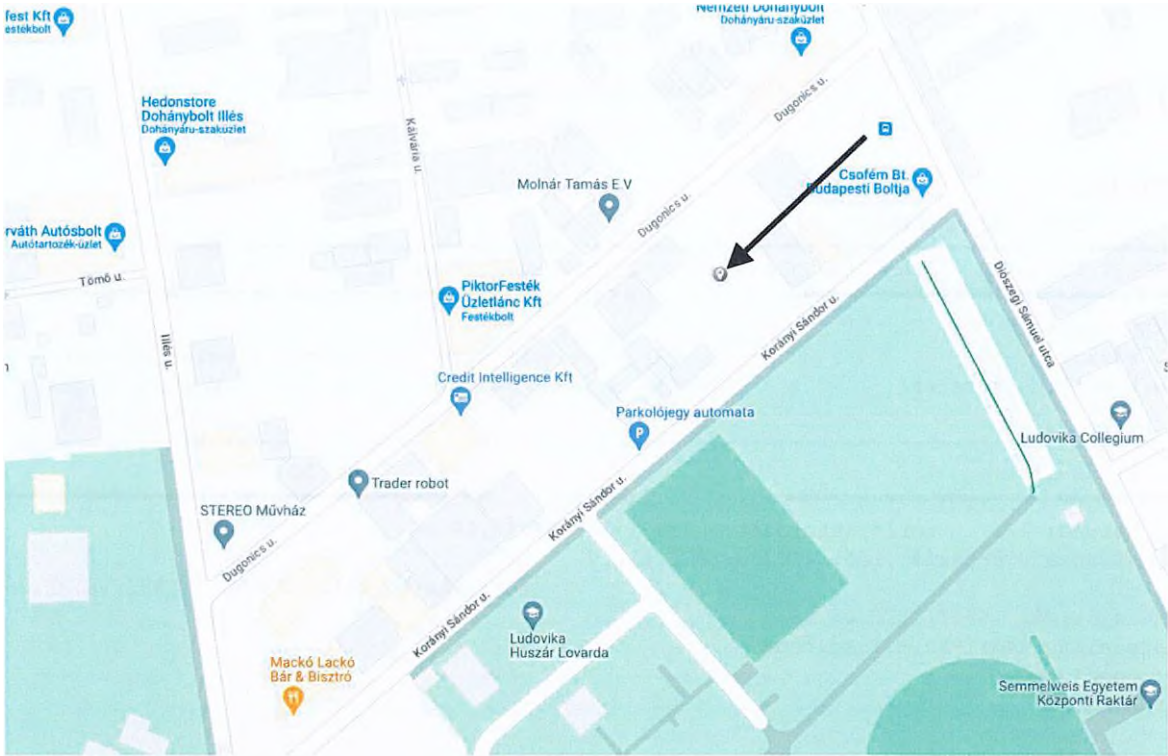 fest Kft
estékbolt
Nemzeti Dohánybolt
Dohányáru-szaküzlet
Hedonstore
Dohánybolt Illés
Dohányáru-szaküzlet
Kálvária u.
Dugonics u.
Molnár Tamás E.V
Csofém Bt.
Budapesti Boltja
Dugonics u.
rváth Autósbolt
Autótartozék-üzlet
Tömő u.
PiktorFesték
Üzletlánc Kft
Festékbolt
Diószegi Sámuel utca
Korányi Sándor u.
Illés u.
Credit Intelligence Kft
Parkolójegy automata
P
Ludovika Collegium
Trader robot
STEREO Művház
Korányi Sándor u.
Dugonics u.
Korányi Sándor u.
Ludovika
Huszár Lovarda
Mackó Lackó
Bár & Bisztró
Semmelweis Egyetem
Központi Raktár